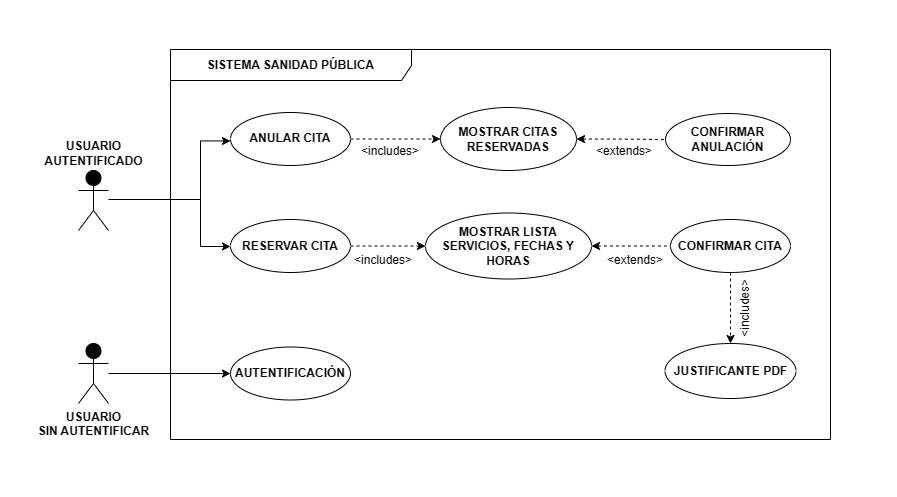 SISTEMA SANIDAD PÚBLICA
USUARIO
AUTENTIFICADO
ANULAR CITA
<includes>
MOSTRAR CITAS
RESERVADAS
<extends>
CONFIRMAR
ANULACIÓN
RESERVAR CITA
<includes>
MOSTRAR LISTA
SERVICIOS, FECHAS Y
HORAS
<extends>
CONFIRMAR CITA
<includes>
JUSTIFICANTE PDF
AUTENTIFICACIÓN
USUARIO
SIN AUTENTIFICAR